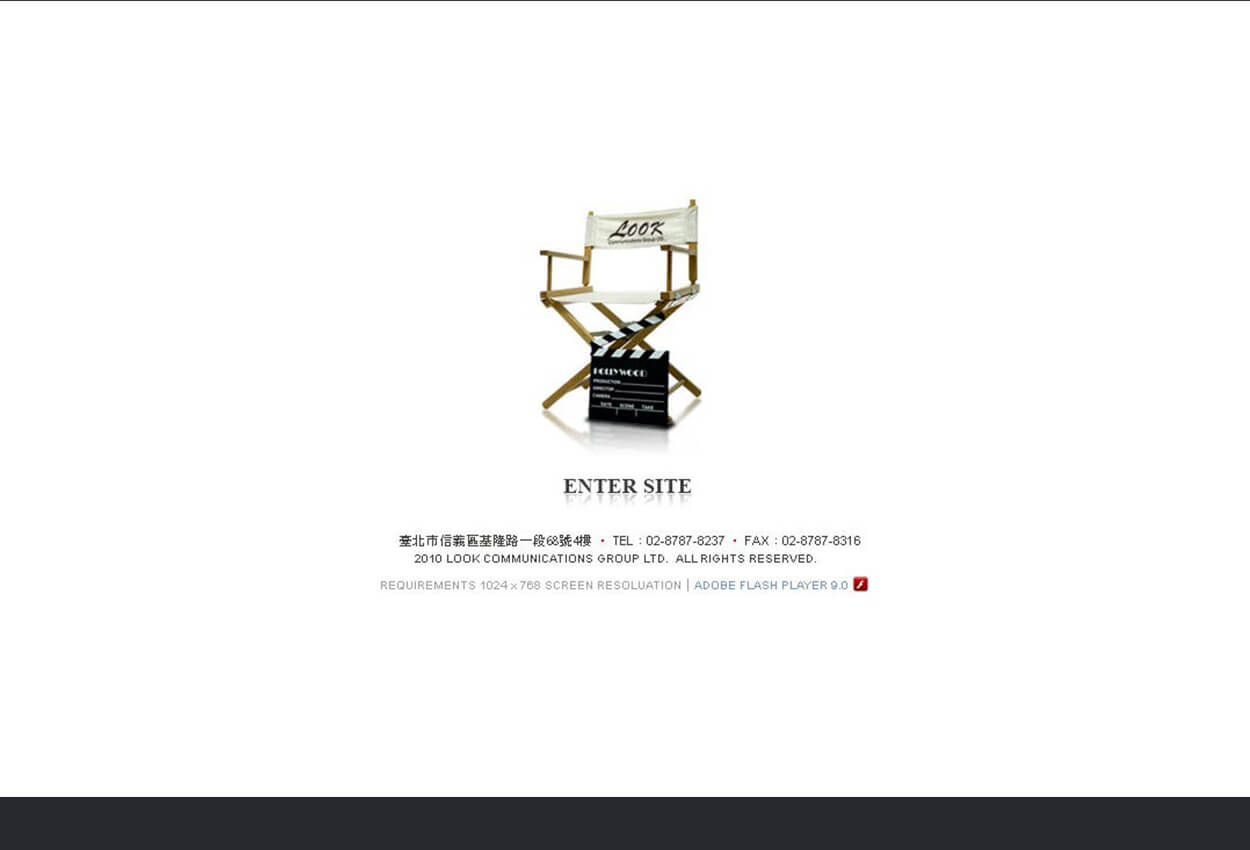 LOOK
Communications Group Ltd.
HOLLYWOOD
PRODUCTION
DIRECTOR
CAMERA
DATE SCENE TAKE
ENTER SITE
臺北市信義區基隆路一段68號4樓 • TEL : 02-8787-8237 • FAX : 02-8787-8316
2010 LOOK COMMUNICATIONS GROUP LTD. ALL RIGHTS RESERVED.
REQUIREMENTS 1024 x 768 SCREEN RESOLUATION | ADOBE FLASH PLAYER 9.0